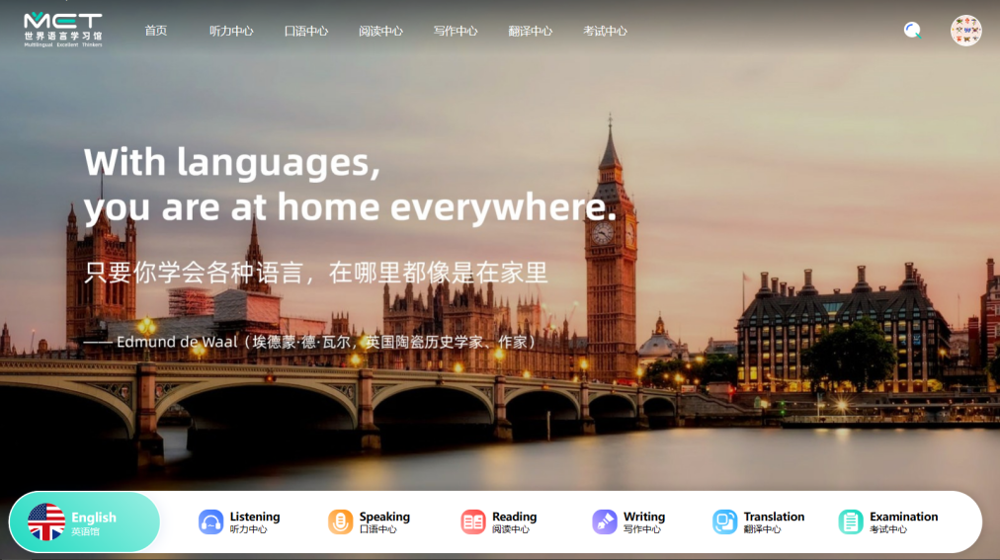 MET
世界语言学习馆
Multilingual Excellent Thinkers
首页 听力中心 口语中心 阅读中心 写作中心 翻译中心 考试中心
With languages,
you are at home everywhere.
只要你学会各种语言，在哪里都像是在家里
—— Edmund de Waal（埃德蒙·德·瓦尔，英国陶瓷历史学家、作家）
English
英语馆
Listening
听力中心
Speaking
口语中心
Reading
阅读中心
Writing
写作中心
Translation
翻译中心
Examination
考试中心